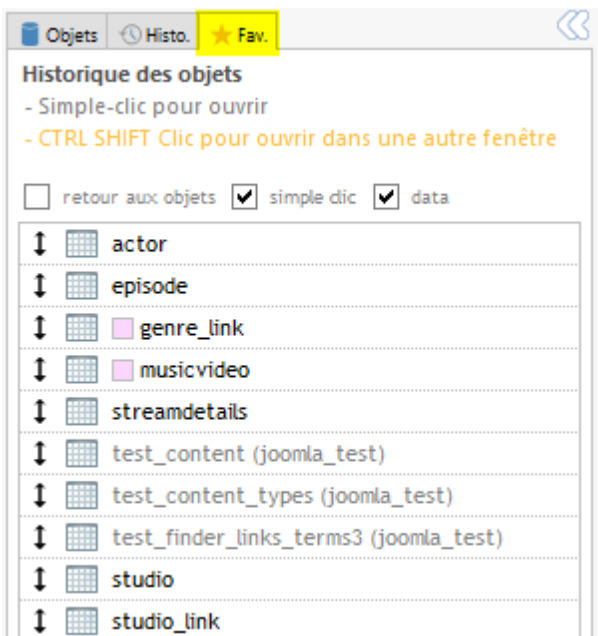 Objets Histo. Fav.
Historique des objets
- Simple-clic pour ouvrir
- CTRL SHIFT Clic pour ouvrir dans une autre fenêtre
retour aux objets simple clic data
actor
episode
genre_link
musicvideo
streamdetails
test_content (joomla_test)
test_content_types (joomla_test)
test_finder_links_terms3 (joomla_test)
studio
studio_link